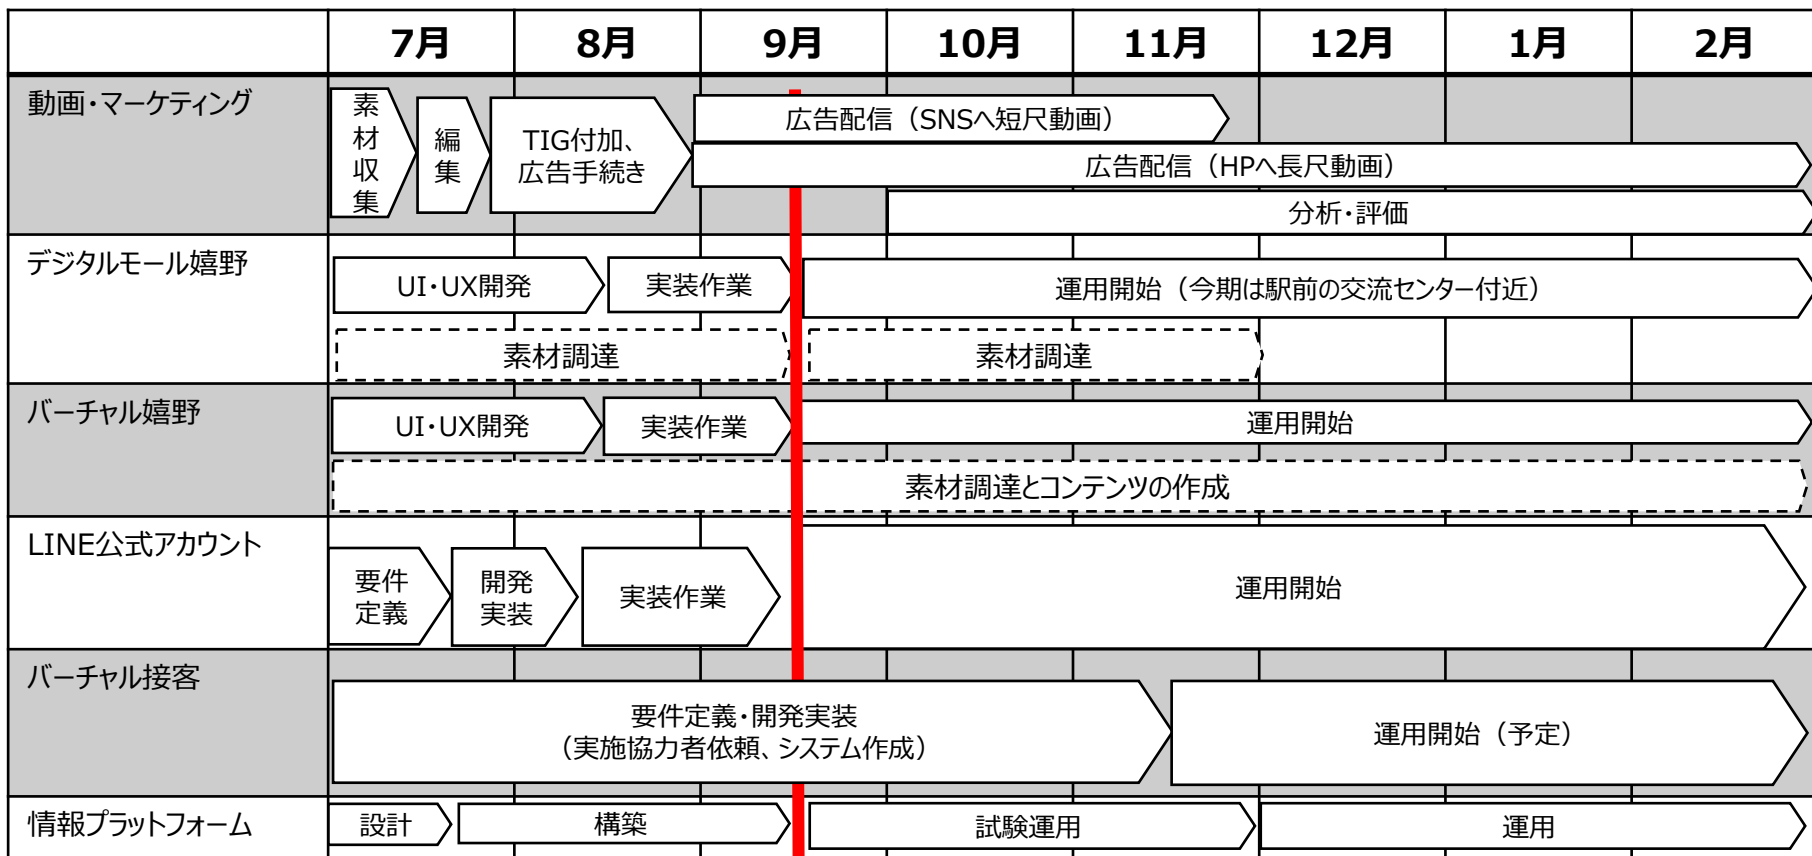 7月 8月 9月 10月 11月 12月 1月 2月
動画・マーケティング
素材収集
編集
TIG付加、
広告手続き
広告配信（SNSへ短尺動画）
広告配信（HPへ長尺動画）
分析・評価
デジタルモール嬉野
UI・UX開発
実装作業
運用開始（今期は駅前の交流センター付近）
素材調達
素材調達
バーチャル嬉野
UI・UX開発
実装作業
運用開始
素材調達とコンテンツの作成
LINE公式アカウント
要件
定義
開発
実装
実装作業
運用開始
バーチャル接客
要件定義・開発実装
（実施協力者依頼、システム作成）
運用開始（予定）
情報プラットフォーム
設計
構築
試験運用
運用